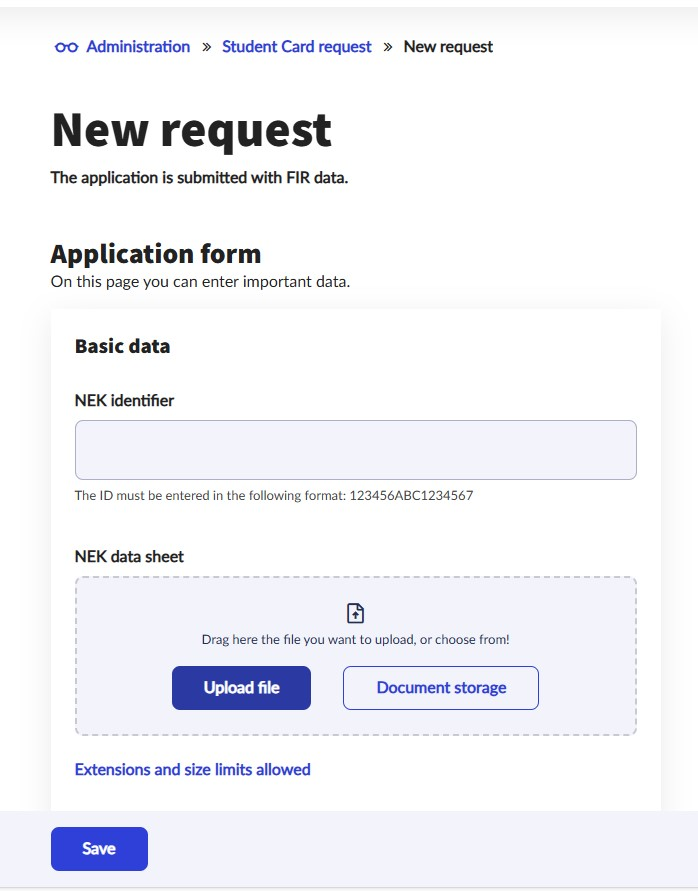 Administration » Student Card request » New request
New request
The application is submitted with FIR data.
Application form
On this page you can enter important data.
Basic data
NEK identifier
The ID must be entered in the following format: 123456ABC1234567
NEK data sheet
Drag here the file you want to upload, or choose from!
Upload file Document storage
Extensions and size limits allowed
Save